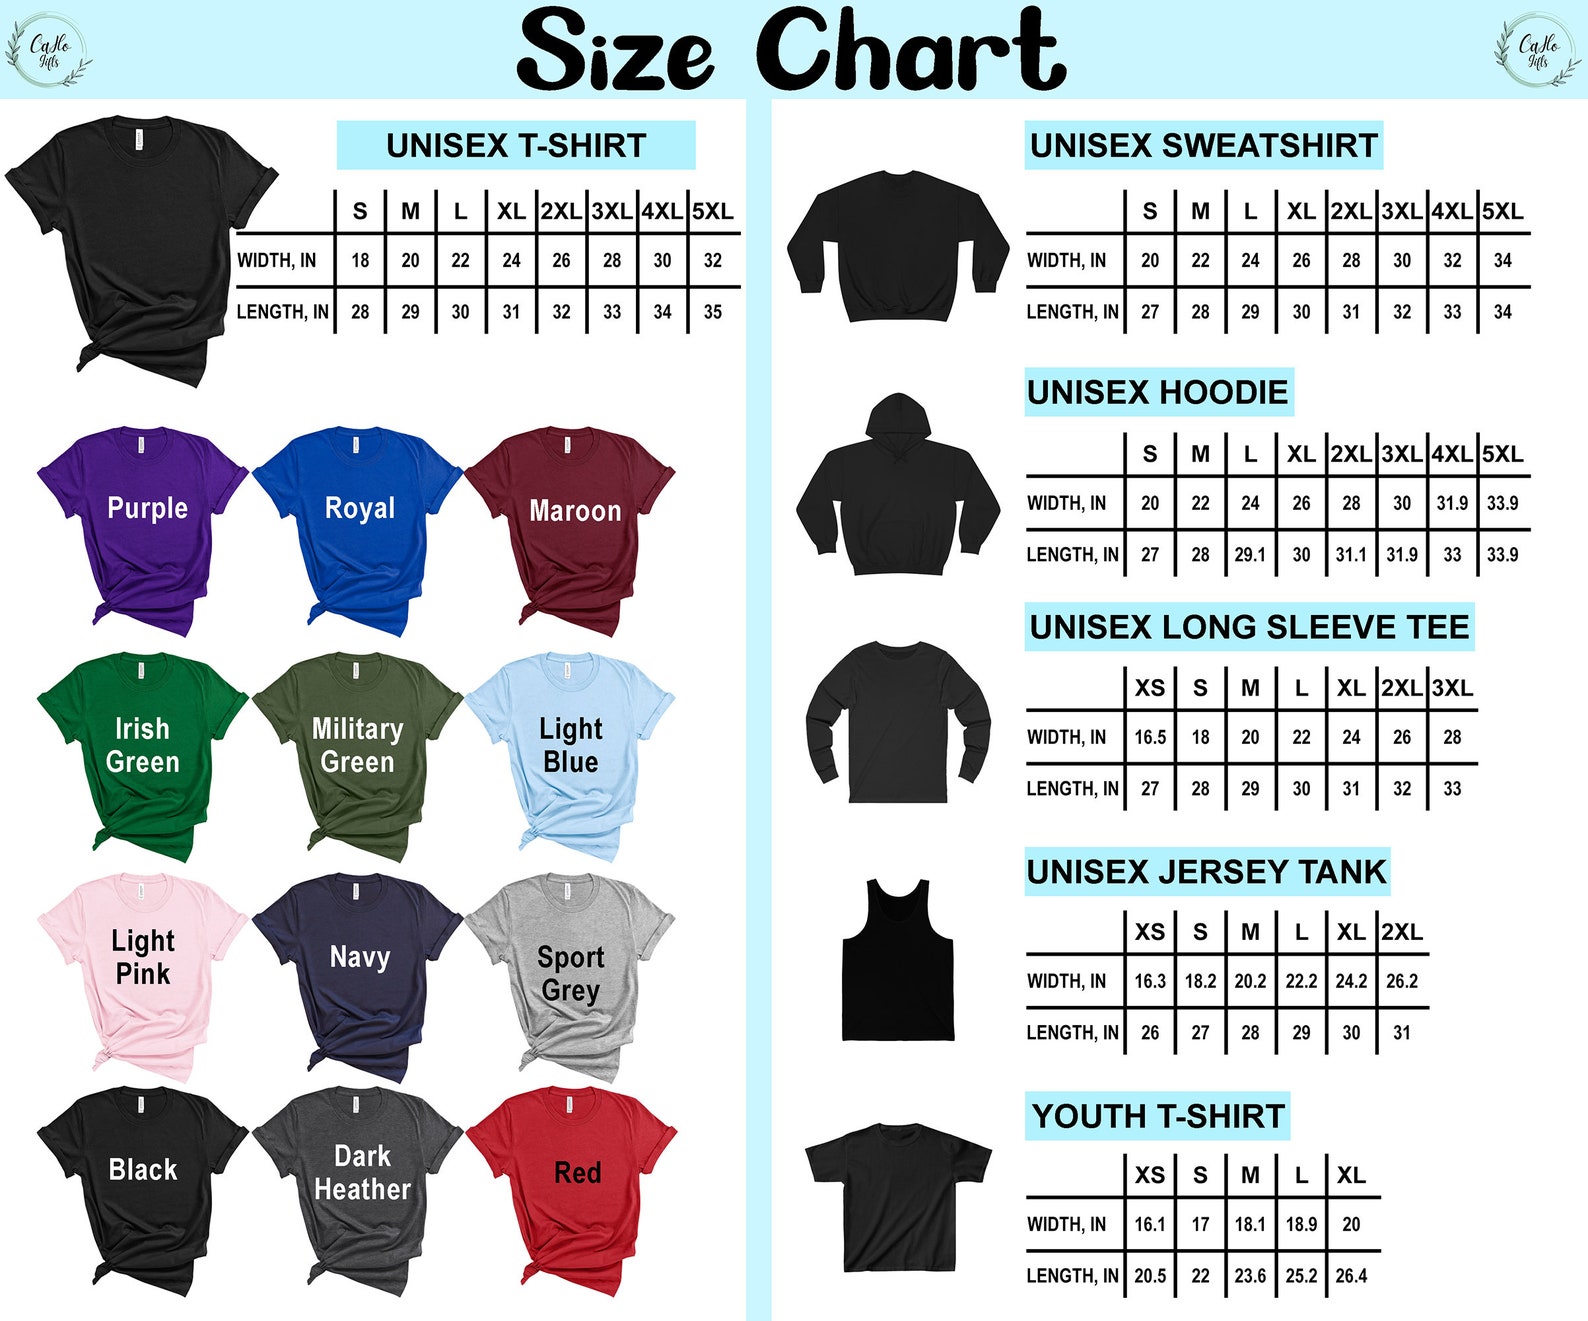 CaHo
gifts
Size Chart
CaHo
gifts
UNISEX T-SHIRT
S M L XL 2XL 3XL 4XL 5XL
WIDTH, IN 18 20 22 24 26 28 30 32
LENGTH, IN 28 29 30 31 32 33 34 35
Purple
Royal
Maroon
Irish
Green
Military
Green
Light
Blue
Light
Pink
Navy
Sport
Grey
Black
Dark
Heather
Red
UNISEX SWEATSHIRT
S M L XL 2XL 3XL 4XL 5XL
WIDTH, IN 20 22 24 26 28 30 32 34
LENGTH, IN 27 28 29 30 31 32 33 34
UNISEX HOODIE
S M L XL 2XL 3XL 4XL 5XL
WIDTH, IN 20 22 24 26 28 30 31.9 33.9
LENGTH, IN 27 28 29.1 30 31.1 31.9 33 33.9
UNISEX LONG SLEEVE TEE
XS S M L XL 2XL 3XL
WIDTH, IN 16.5 18 20 22 24 26 28
LENGTH, IN 27 28 29 30 31 32 33
UNISEX JERSEY TANK
XS S M L XL 2XL
WIDTH, IN 16.3 18.2 20.2 22.2 24.2 26.2
LENGTH, IN 26 27 28 29 30 31
YOUTH T-SHIRT
XS S M L XL
WIDTH, IN 16.1 17 18.1 18.9 20
LENGTH, IN 20.5 22 23.6 25.2 26.4